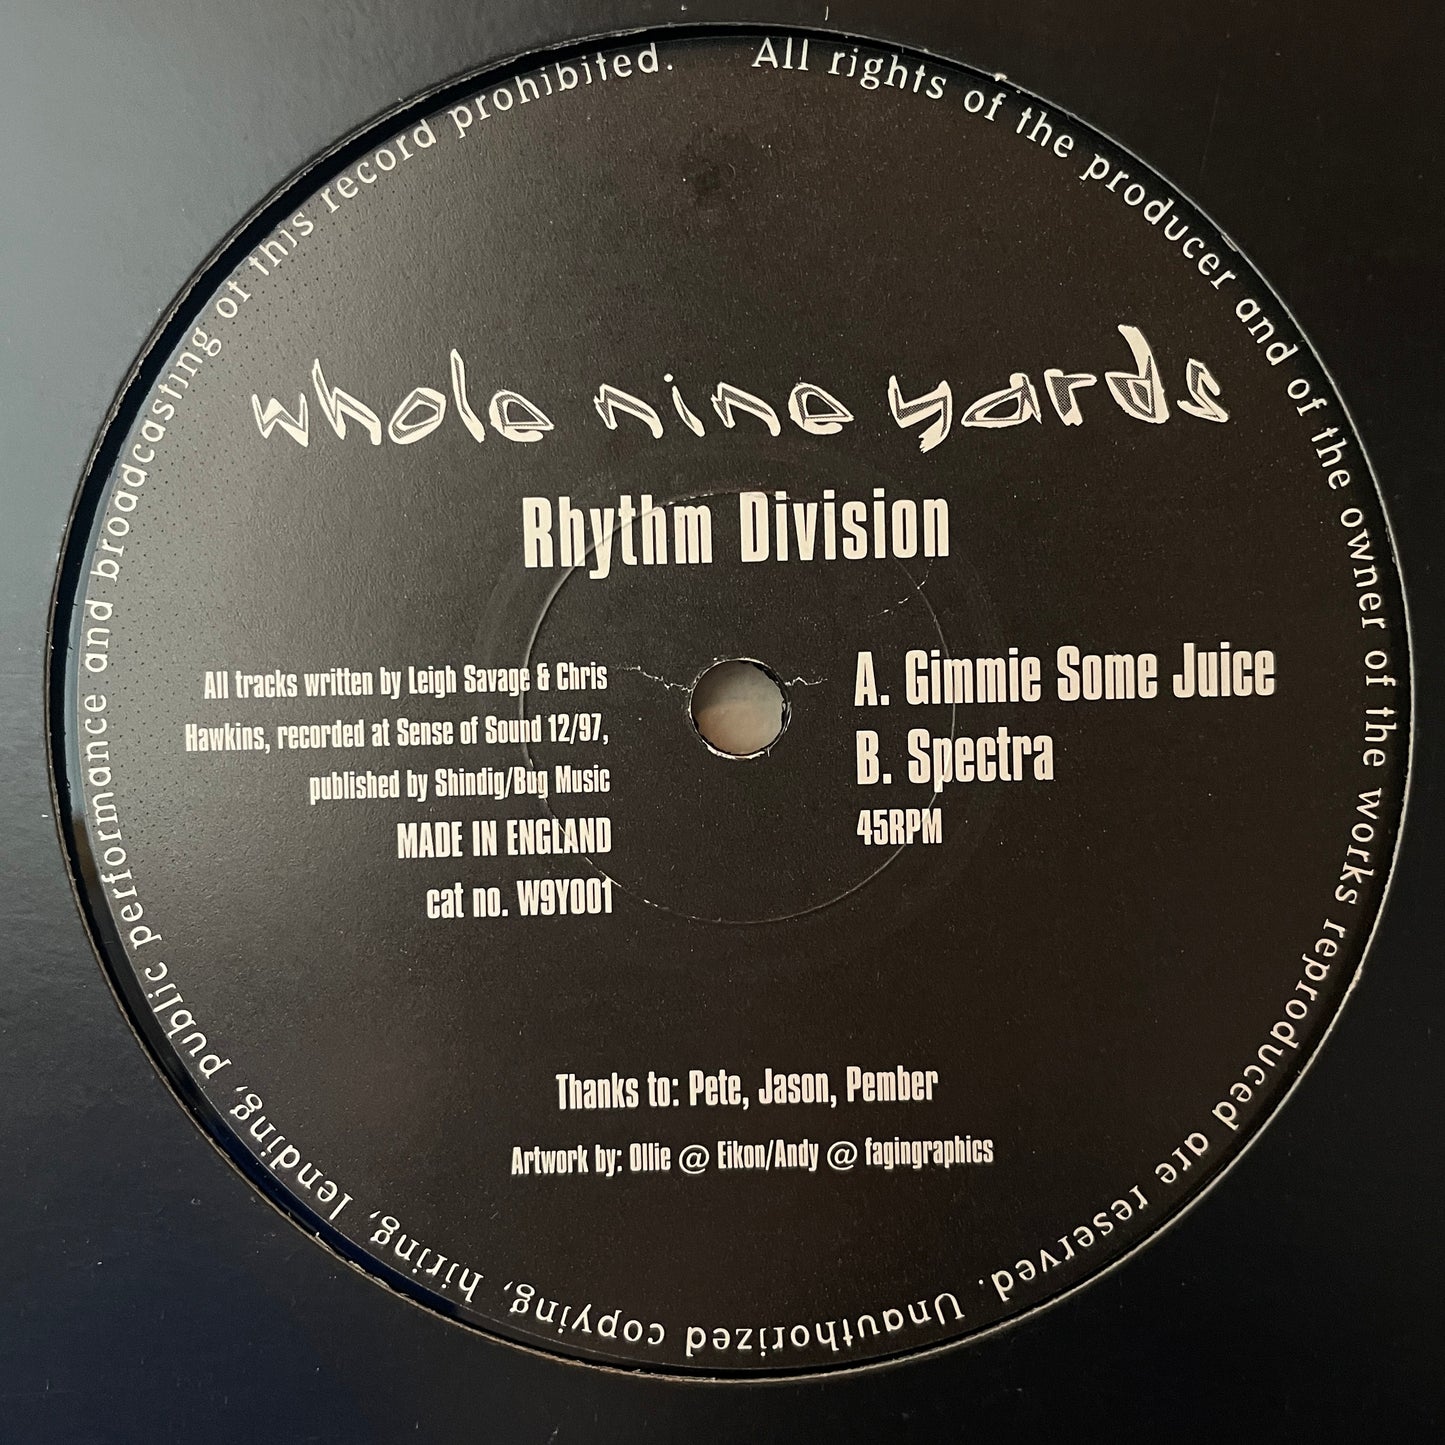 All rights of the producer and of the owner of the works reproduced are reserved. Unauthorized copying, hiring, lending, public performance and broadcasting of this record prohibited.
whole nine yards
Rhythm Division
All tracks written by Leigh Savage & Chris
Hawkins, recorded at Sense of Sound 12/97,
published by Shindig/Bug Music
MADE IN ENGLAND
cat no. W9Y001
A. Gimmie Some Juice
B. Spectra
45RPM
Thanks to: Pete, Jason, Pember
Artwork by: Ollie @ Eikon/Andy @ fagingraphics